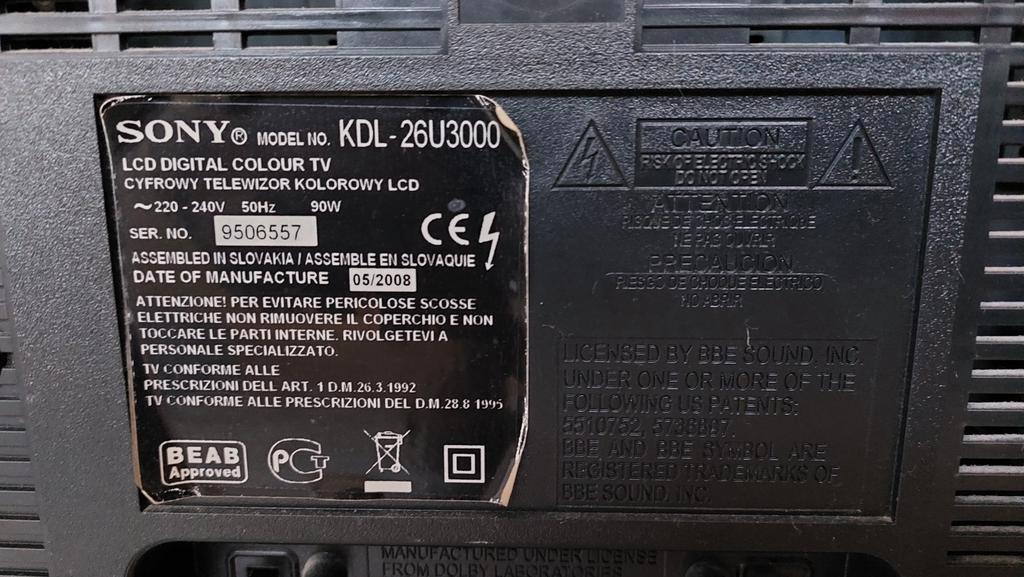 SONY® MODEL NO. KDL-26U3000
LCD DIGITAL COLOUR TV
CYFROWY TELEWIZOR KOLOROWY LCD
~220 - 240V 50Hz 90W
SER. NO. 9506557
CE
ASSEMBLED IN SLOVAKIA / ASSEMBLE EN SLOVAQUIE
DATE OF MANUFACTURE 05/2008
ATTENZIONE! PER EVITARE PERICOLOSE SCOSSE
ELETTRICHE NON RIMUOVERE IL COPERCHIO E NON
TOCCARE LE PARTI INTERNE. RIVOLGETEVI A
PERSONALE SPECIALIZZATO.
TV CONFORME ALLE
PRESCRIZIONI DELL ART. 1 D.M.26.3.1992
TV CONFORME ALLE PRESCRIZIONI DEL D.M.28.8 1995
BEAB
Approved
PCT
CAUTION
RISK OF ELECTRIC SHOCK
DO NOT OPEN
ATTENTION
RISQUE DE CHOC ELECTRIQUE
NE PAS OUVRIR
PRECAUCION
RIESGO DE CHOQUE ELECTRICO
NO ABRIR
LICENSED BY BBE SOUND, INC.
UNDER ONE OR MORE OF THE
FOLLOWING US PATENTS:
5510752, 5736897.
BBE AND BBE SYMBOL ARE
REGISTERED TRADEMARKS OF
BBE SOUND, INC.
MANUFACTURED UNDER LICENSE
FROM DOLBY LABORATORIES